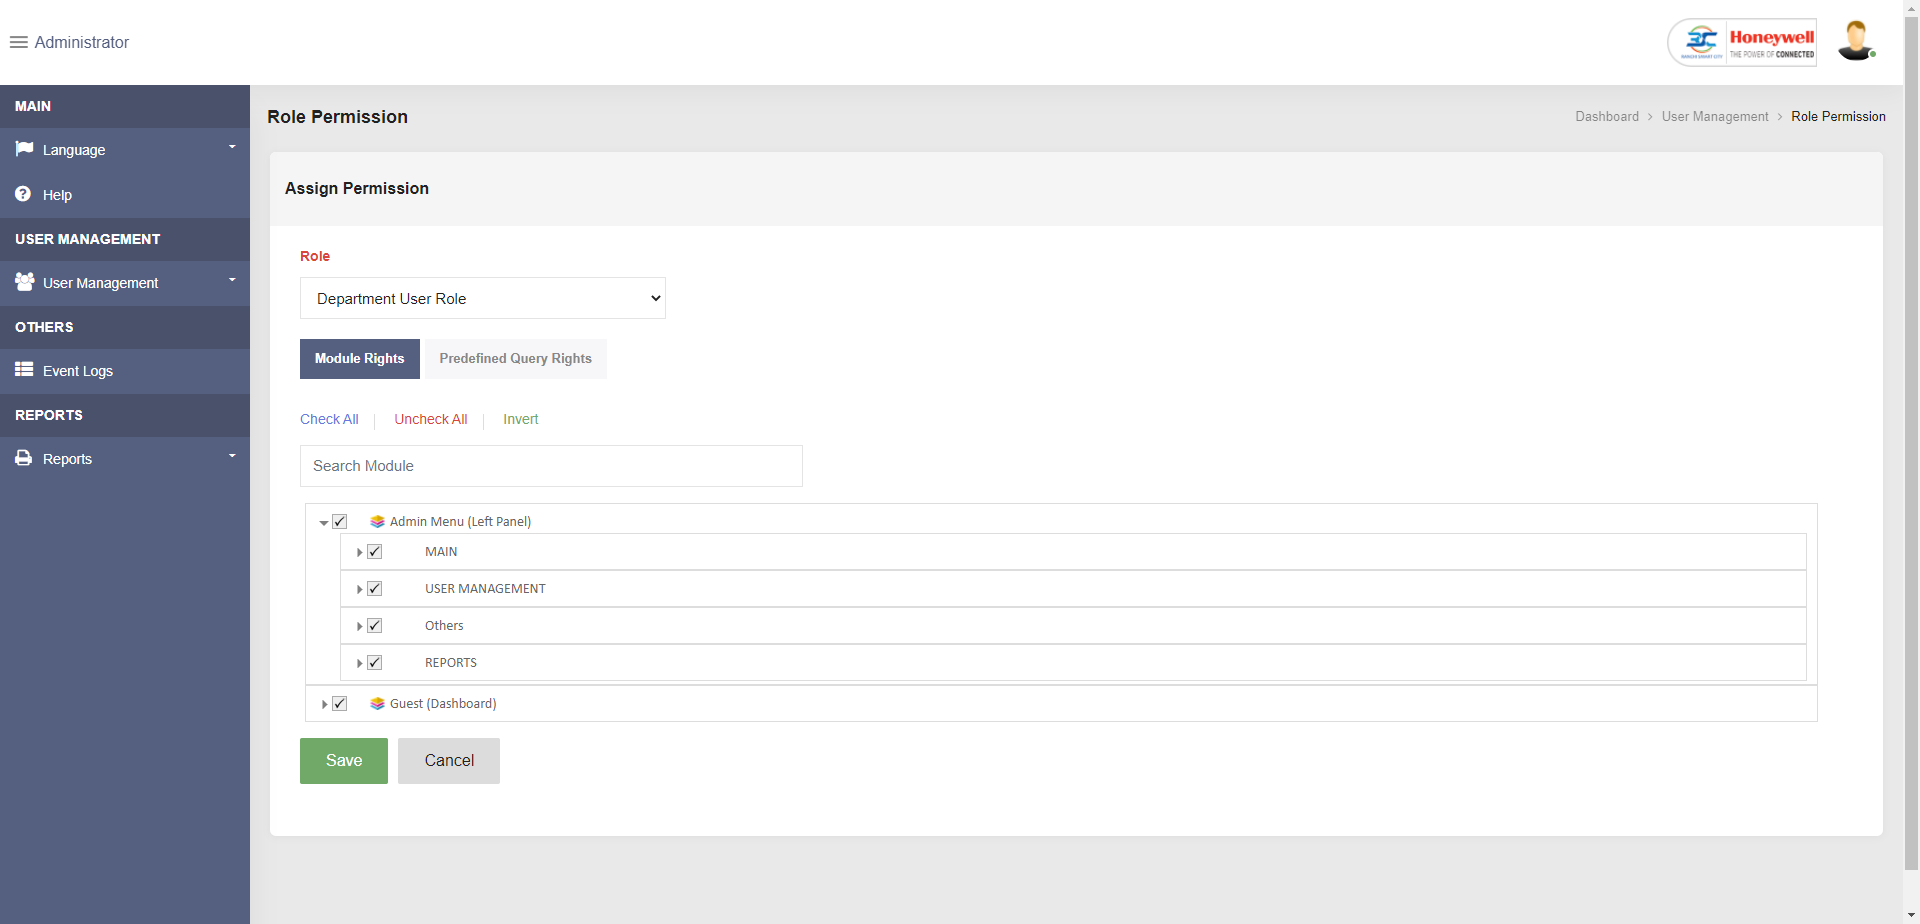 Administrator
Honeywell
THE POWER OF CONNECTED
MAIN
Language
Help
USER MANAGEMENT
User Management
OTHERS
Event Logs
REPORTS
Reports
Role Permission
Dashboard > User Management > Role Permission
Assign Permission
Role
Department User Role
Module Rights Predefined Query Rights
Check All Uncheck All Invert
Search Module
Admin Menu (Left Panel)
MAIN
USER MANAGEMENT
Others
REPORTS
Guest (Dashboard)
Save Cancel